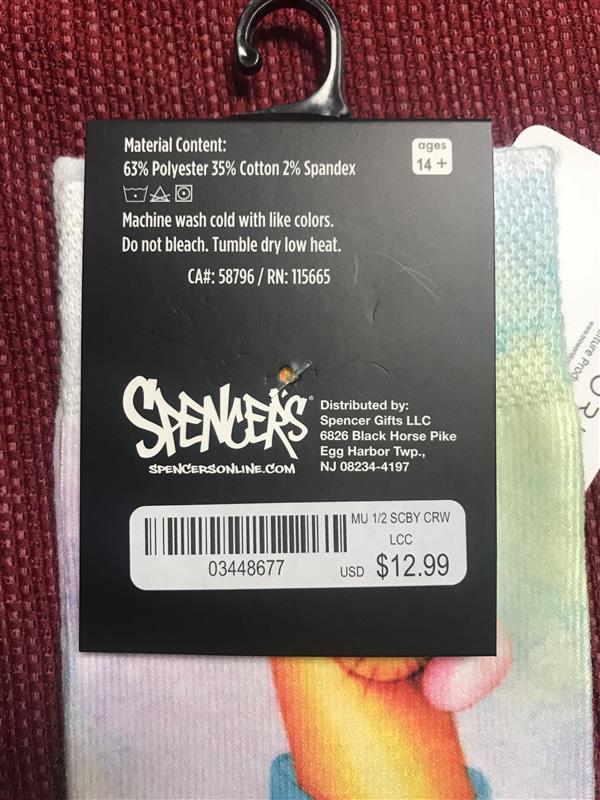 Material Content:
63% Polyester 35% Cotton 2% Spandex
ages
14 +
Machine wash cold with like colors.
Do not bleach. Tumble dry low heat.
CA#: 58796 / RN: 115665
SPENCER'S®
SPENCERSONLINE.COM
Distributed by:
Spencer Gifts LLC
6826 Black Horse Pike
Egg Harbor Twp.,
NJ 08234-4197
MU 1/2 SCBY CRW
LCC
03448677
USD $12.99